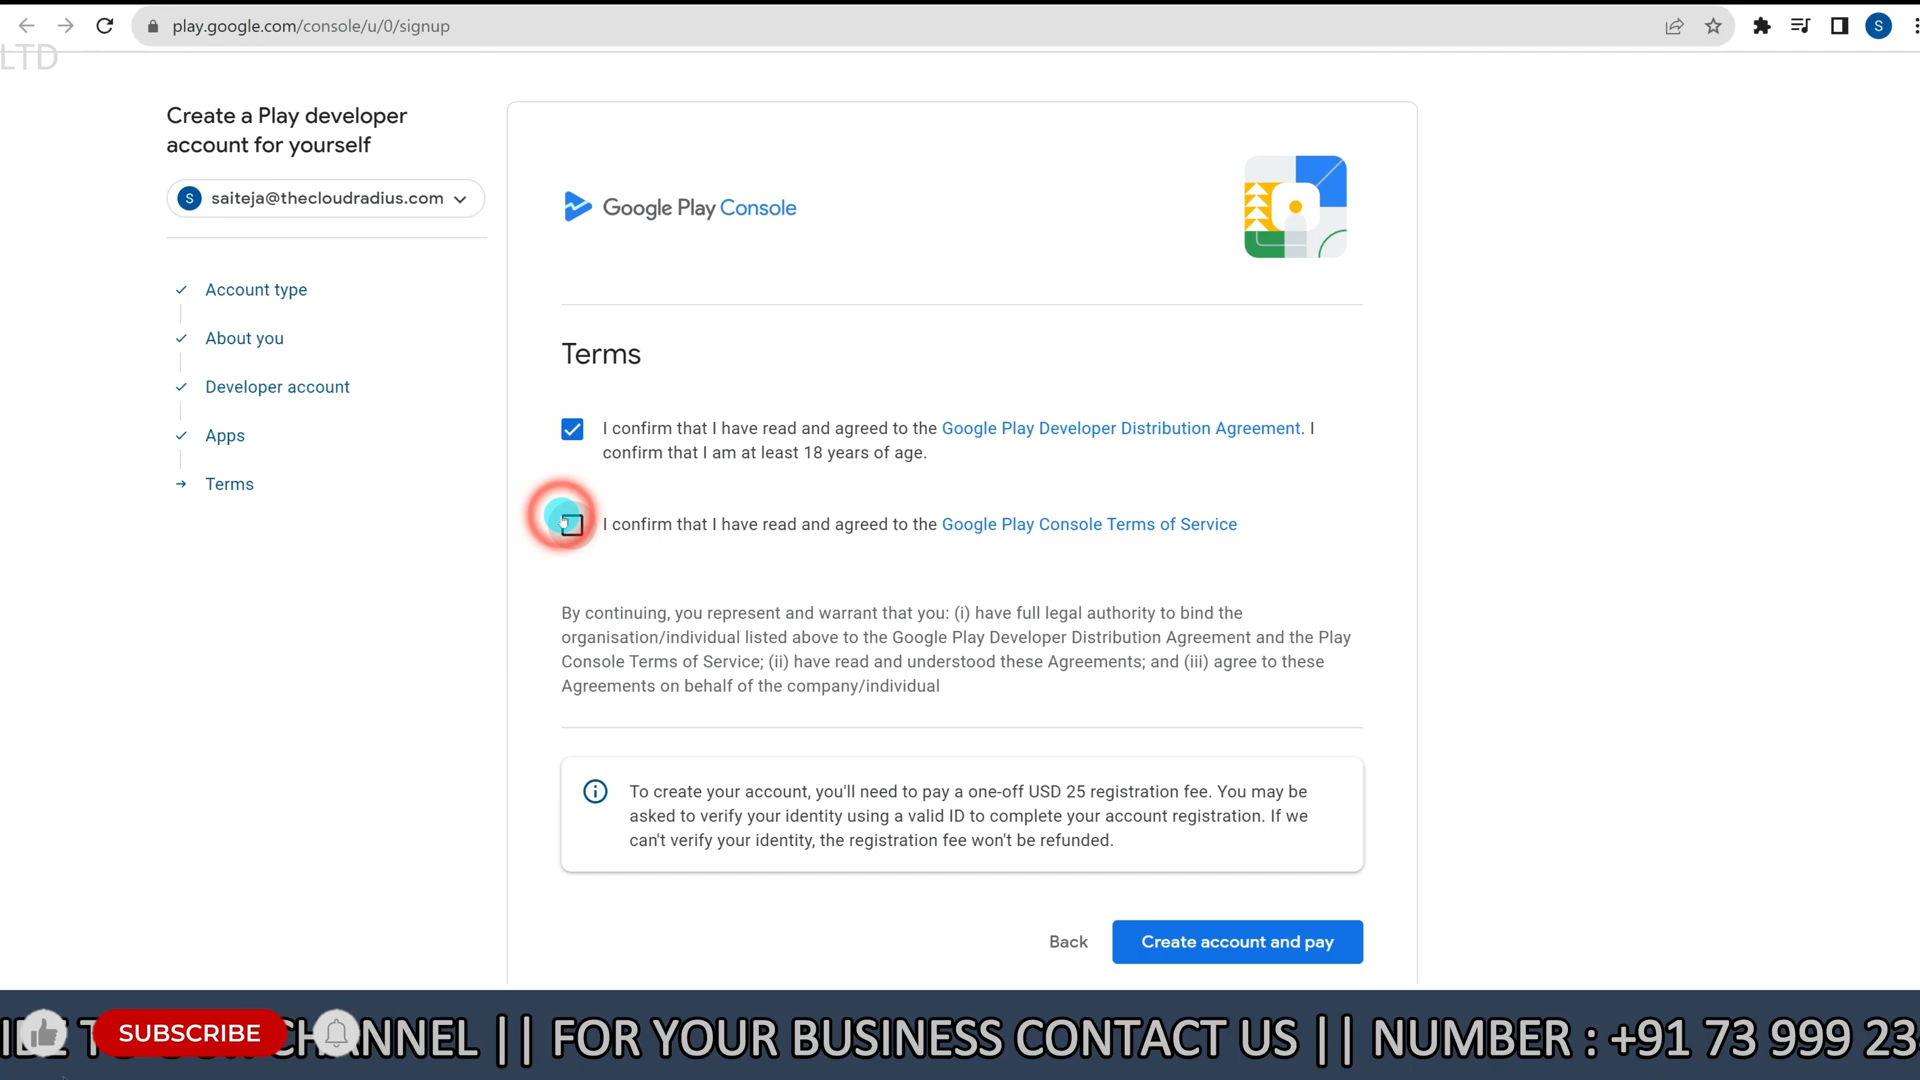 play.google.com/console/u/0/signup
S
LTD
Create a Play developer
account for yourself
S saiteja@thecloudradius.com
Account type
About you
Developer account
Apps
Terms
Google Play Console
Terms
I confirm that I have read and agreed to the Google Play Developer Distribution Agreement. I
confirm that I am at least 18 years of age.
I confirm that I have read and agreed to the Google Play Console Terms of Service
By continuing, you represent and warrant that you: (i) have full legal authority to bind the
organisation/individual listed above to the Google Play Developer Distribution Agreement and the Play
Console Terms of Service; (ii) have read and understood these Agreements; and (iii) agree to these
Agreements on behalf of the company/individual
To create your account, you'll need to pay a one-off USD 25 registration fee. You may be
asked to verify your identity using a valid ID to complete your account registration. If we
can't verify your identity, the registration fee won't be refunded.
Back
Create account and pay
SUBSCRIBE
NNEL || FOR YOUR BUSINESS CONTACT US || NUMBER : +91 73 999 23